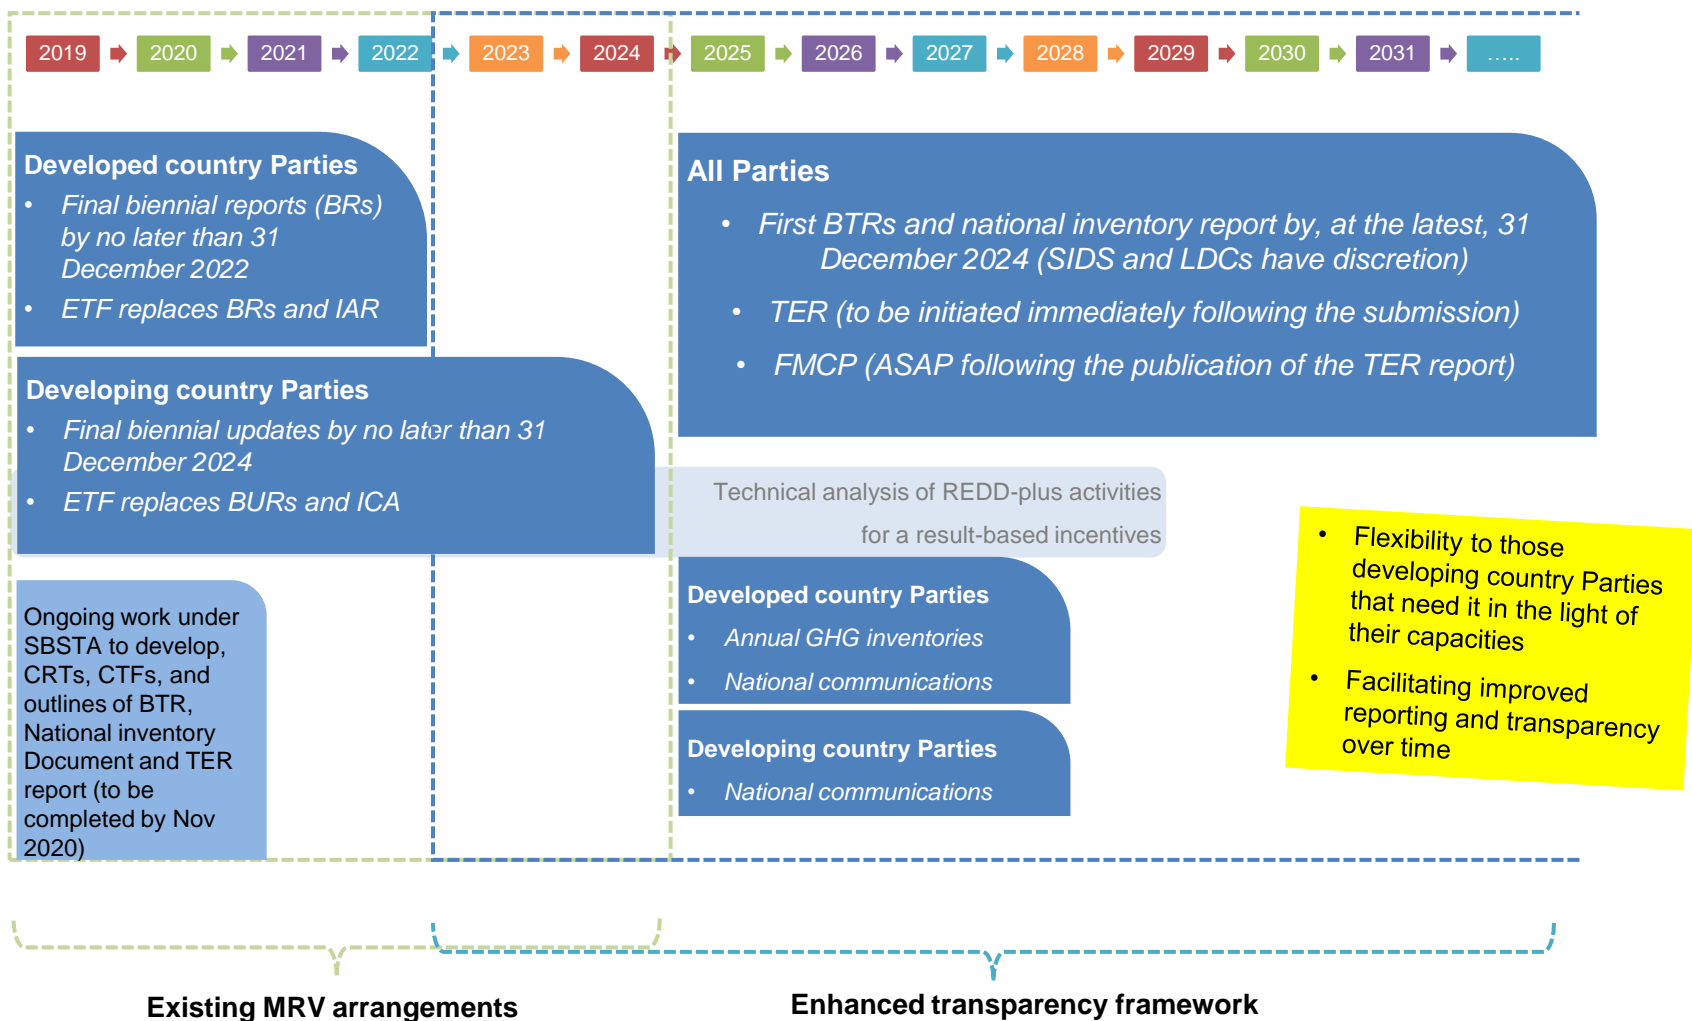 2019 2020 2021 2022 2023 2024 2025 2026 2027 2028 2029 2030 2031 .....
Developed country Parties
• Final biennial reports (BRs)
by no later than 31
December 2022
• ETF replaces BRs and IAR
Developing country Parties
• Final biennial updates by no later than 31
December 2024
• ETF replaces BURs and ICA
Ongoing work under
SBSTA to develop,
CRTs, CTFs, and
outlines of BTR,
National inventory
Document and TER
report (to be
completed by Nov
2020)
All Parties
• First BTRs and national inventory report by, at the latest, 31
December 2024 (SIDS and LDCs have discretion)
• TER (to be initiated immediately following the submission)
• FMCP (ASAP following the publication of the TER report)
Technical analysis of REDD-plus activities
for a result-based incentives
Developed country Parties
• Annual GHG inventories
• National communications
Developing country Parties
• National communications
• Flexibility to those
developing country Parties
that need it in the light of
their capacities
• Facilitating improved
reporting and transparency
over time
Existing MRV arrangements
Enhanced transparency framework